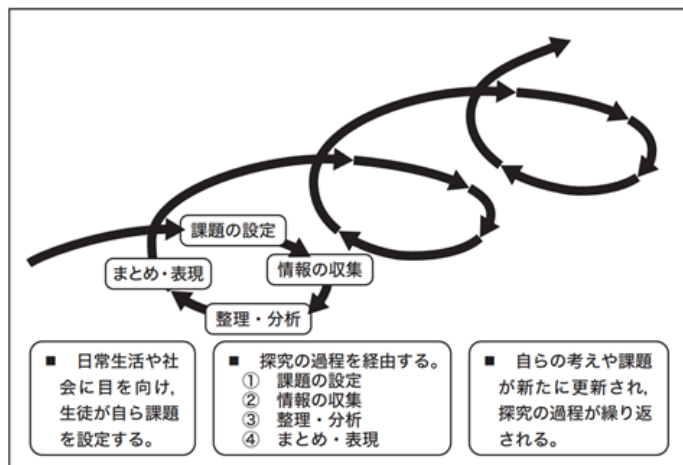 課題の設定
まとめ・表現
情報の収集
整理・分析
■ 日常生活や社
会に目を向け,
生徒が自ら課題
を設定する。
■ 探究の過程を経由する。
① 課題の設定
② 情報の収集
③ 整理・分析
④ まとめ・表現
■ 自らの考えや課題
が新たに更新され,
探究の過程が繰り返
される。